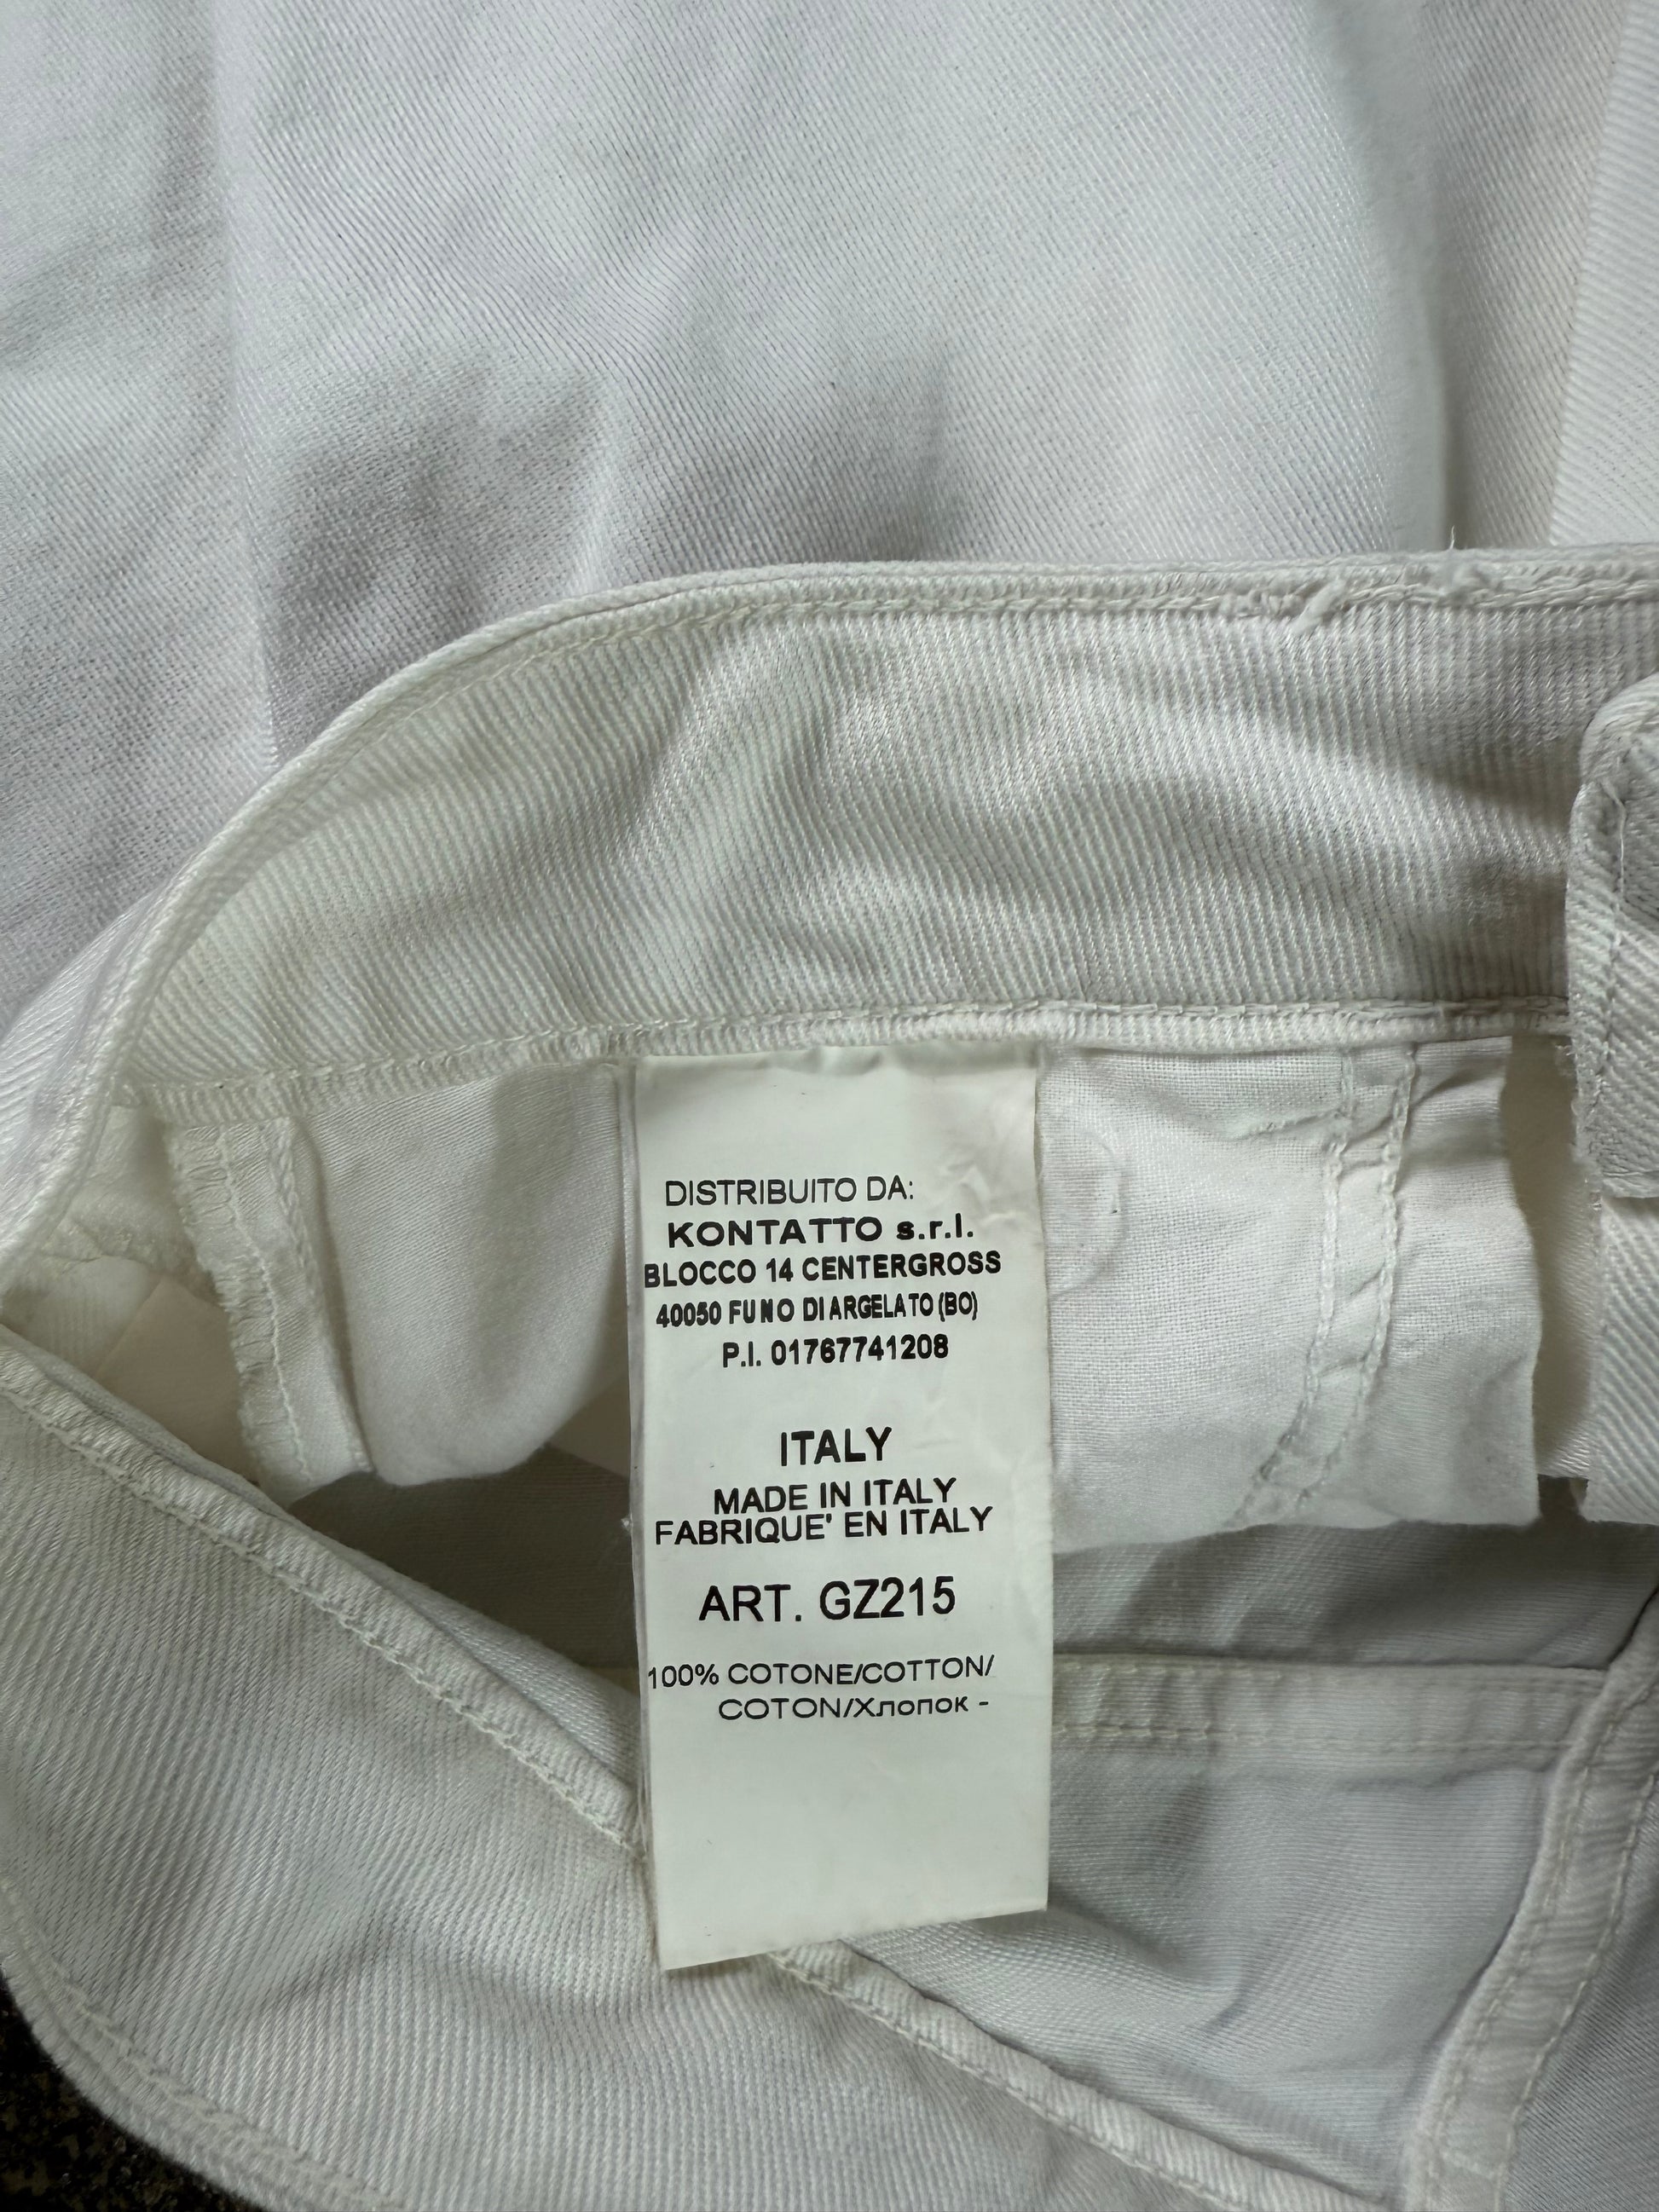 DISTRIBUITO DA:
KONTATTO s.r.l.
BLOCCO 14 CENTERGROSS
40050 FUNO DI ARGELATO (BO)
P.I. 01767741208
ITALY
MADE IN ITALY
FABRIQUE' EN ITALY
ART. GZ215
100% COTONE/COTTON/
COTON/Хлопок -